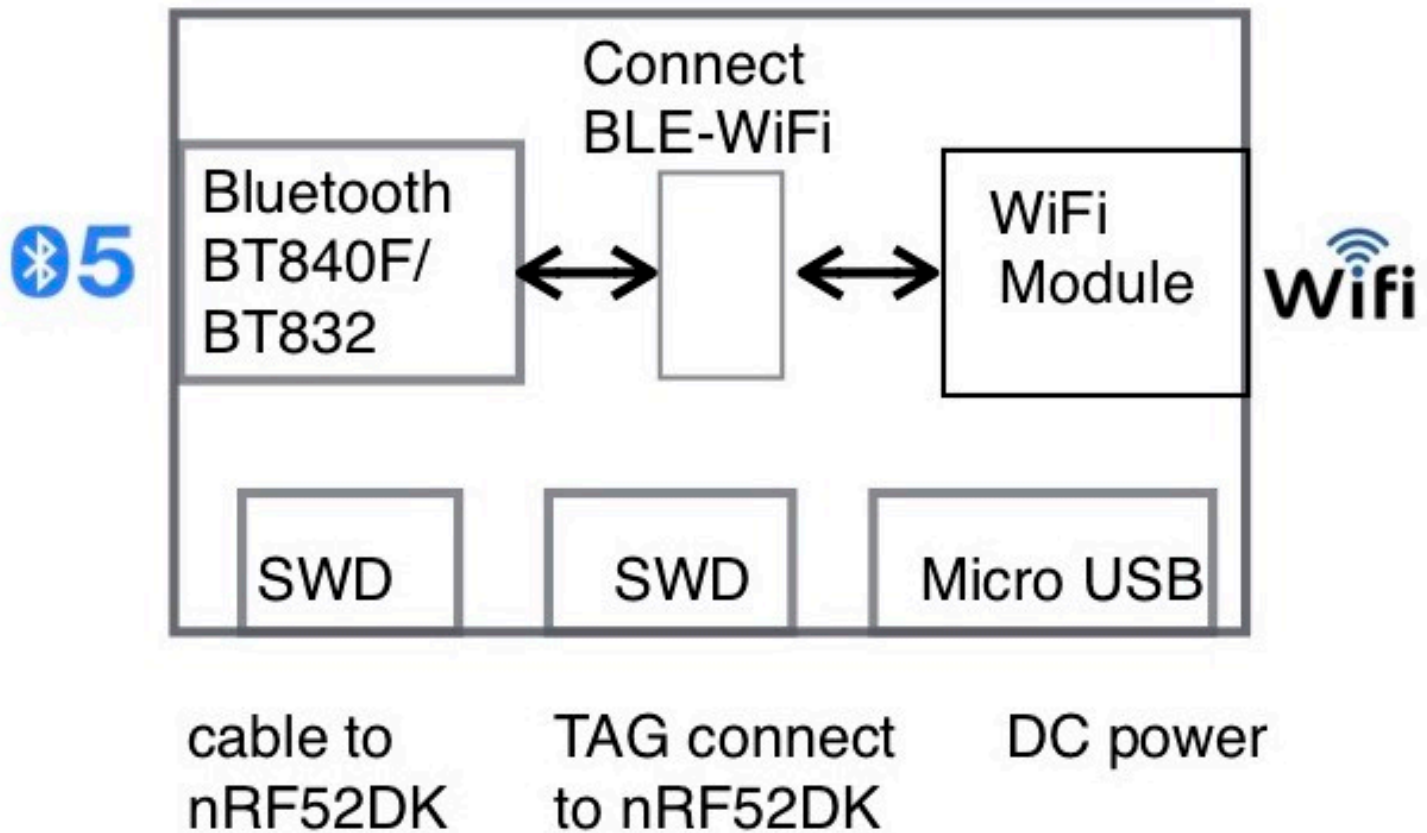 Connect
BLE-WiFi
Bluetooth
BT840F/
BT832
WiFi
Module
5
Wifi
SWD
SWD
Micro USB
cable to
nRF52DK
TAG connect
to nRF52DK
DC power